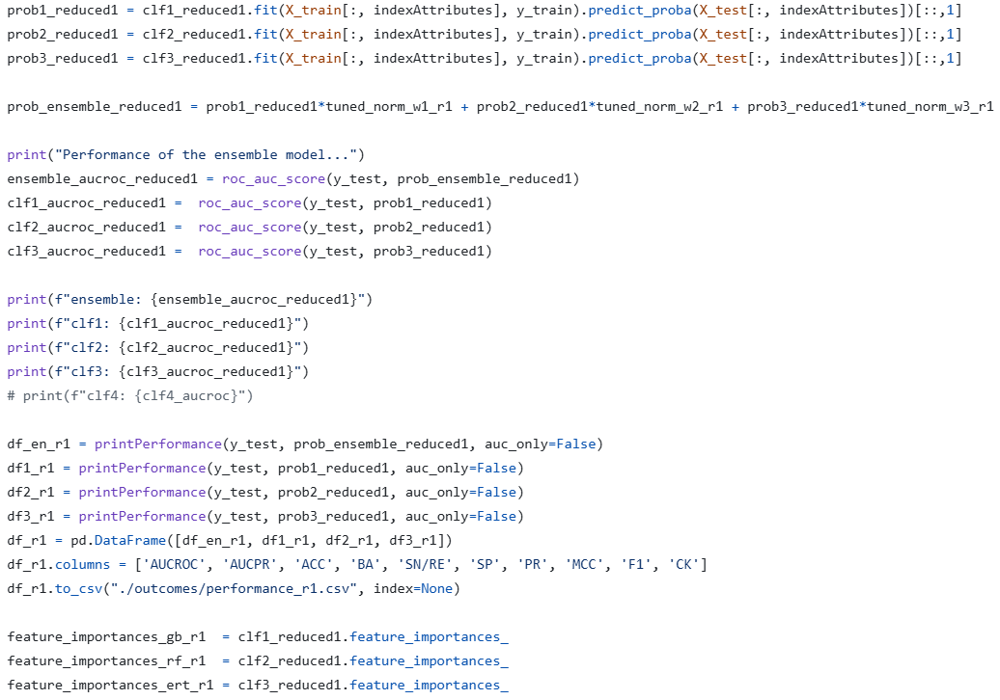 prob1_reduced1 = clf1_reduced1.fit(X_train[:, indexAttributes], y_train).predict_proba(X_test[:, indexAttributes])[::,1]
prob2_reduced1 = clf2_reduced1.fit(X_train[:, indexAttributes], y_train).predict_proba(X_test[:, indexAttributes])[::,1]
prob3_reduced1 = clf3_reduced1.fit(X_train[:, indexAttributes], y_train).predict_proba(X_test[:, indexAttributes])[::,1]
prob_ensemble_reduced1 = prob1_reduced1*tuned_norm_w1_r1 + prob2_reduced1*tuned_norm_w2_r1 + prob3_reduced1*tuned_norm_w3_r1
print("Performance of the ensemble model...")
ensemble_aucroc_reduced1 = roc_auc_score(y_test, prob_ensemble_reduced1)
clf1_aucroc_reduced1 =  roc_auc_score(y_test, prob1_reduced1)
clf2_aucroc_reduced1 =  roc_auc_score(y_test, prob2_reduced1)
clf3_aucroc_reduced1 =  roc_auc_score(y_test, prob3_reduced1)
print(f"ensemble: {ensemble_aucroc_reduced1}")
print(f"clf1: {clf1_aucroc_reduced1}")
print(f"clf2: {clf2_aucroc_reduced1}")
print(f"clf3: {clf3_aucroc_reduced1}")
# print(f"clf4: {clf4_aucroc}")
df_en_r1 = printPerformance(y_test, prob_ensemble_reduced1, auc_only=False)
df1_r1 = printPerformance(y_test, prob1_reduced1, auc_only=False)
df2_r1 = printPerformance(y_test, prob2_reduced1, auc_only=False)
df3_r1 = printPerformance(y_test, prob3_reduced1, auc_only=False)
df_r1 = pd.DataFrame([df_en_r1, df1_r1, df2_r1, df3_r1])
df_r1.columns = ['AUCROC', 'AUCPR', 'ACC', 'BA', 'SN/RE', 'SP', 'PR', 'MCC', 'F1', 'CK']
df_r1.to_csv("./outcomes/performance_r1.csv", index=None)
feature_importances_gb_r1  = clf1_reduced1.feature_importances_
feature_importances_rf_r1  = clf2_reduced1.feature_importances_
feature_importances_ert_r1 = clf3_reduced1.feature_importances_